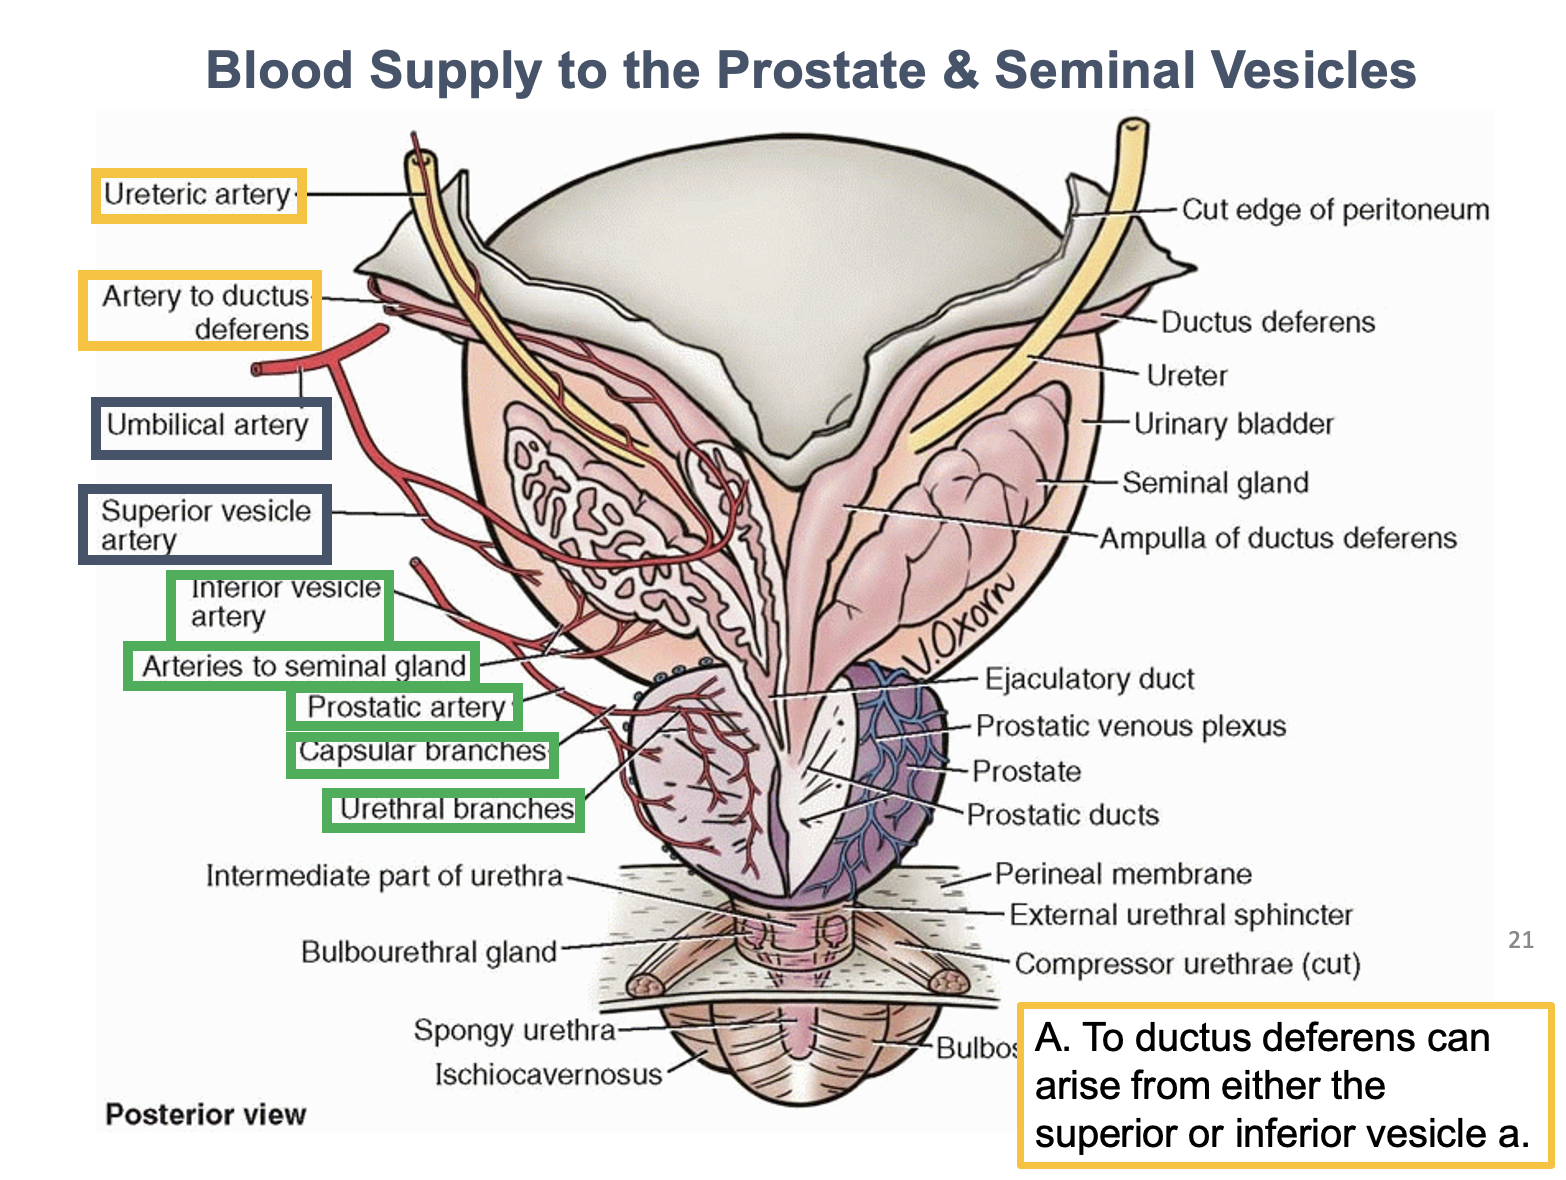 Blood Supply to the Prostate & Seminal Vesicles
Ureteric artery
Artery to ductus
deferens
Umbilical artery
Superior vesicle
artery
Inferior vesicle
artery
Arteries to seminal gland
Prostatic artery
Capsular branches
Urethral branches
Intermediate part of urethra
Bulbourethral gland
Spongy urethra
Ischiocavernosus
Posterior view
Cut edge of peritoneum
Ductus deferens
Ureter
Urinary bladder
Seminal gland
Ampulla of ductus deferens
V.Oxorn
Ejaculatory duct
Prostatic venous plexus
Prostate
Prostatic ducts
Perineal membrane
External urethral sphincter
Compressor urethrae (cut)
Bulbos
21
A. To ductus deferens can
arise from either the
superior or inferior vesicle a.